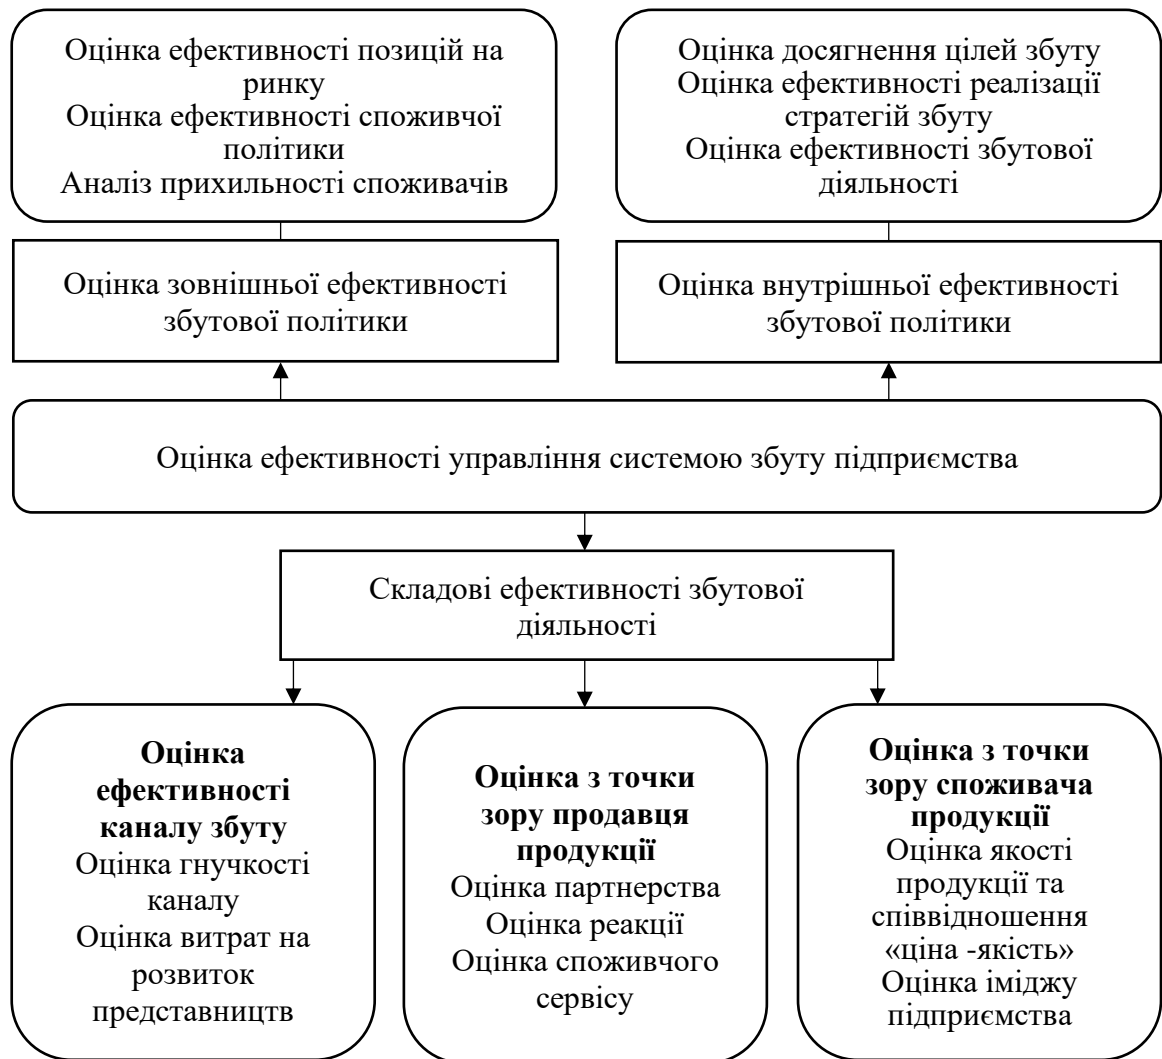 Оцінка ефективності позицій на
ринку
Оцінка ефективності споживчої
політики
Аналіз прихильності споживачів
Оцінка досягнення цілей збуту
Оцінка ефективності реалізації
стратегій збуту
Оцінка ефективності збутової
діяльності
Оцінка зовнішньої ефективності
збутової політики
Оцінка внутрішньої ефективності
збутової політики
Оцінка ефективності управління системою збуту підприємства
Складові ефективності збутової
діяльності
Оцінка
ефективності
каналу збуту
Оцінка гнучкості
каналу
Оцінка витрат на
розвиток
представництв
Оцінка з точки
зору продавця
продукції
Оцінка партнерства
Оцінка реакції
Оцінка споживчого
сервісу
Оцінка з точки
зору споживача
продукції
Оцінка якості
продукції та
співвідношення
«ціна -якість»
Оцінка іміджу
підприємства